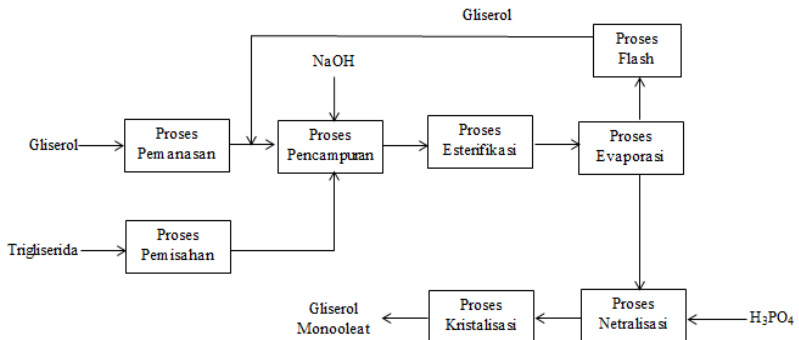 Gliserol
Proses
Flash
NaOH
Gliserol
Proses
Pemanasan
Proses
Pencampuran
Proses
Esterifikasi
Proses
Evaporasi
Trigliserida
Proses
Pemisahan
Gliserol
Monooleat
Proses
Kristalisasi
Proses
Netralisasi
H₃PO₄